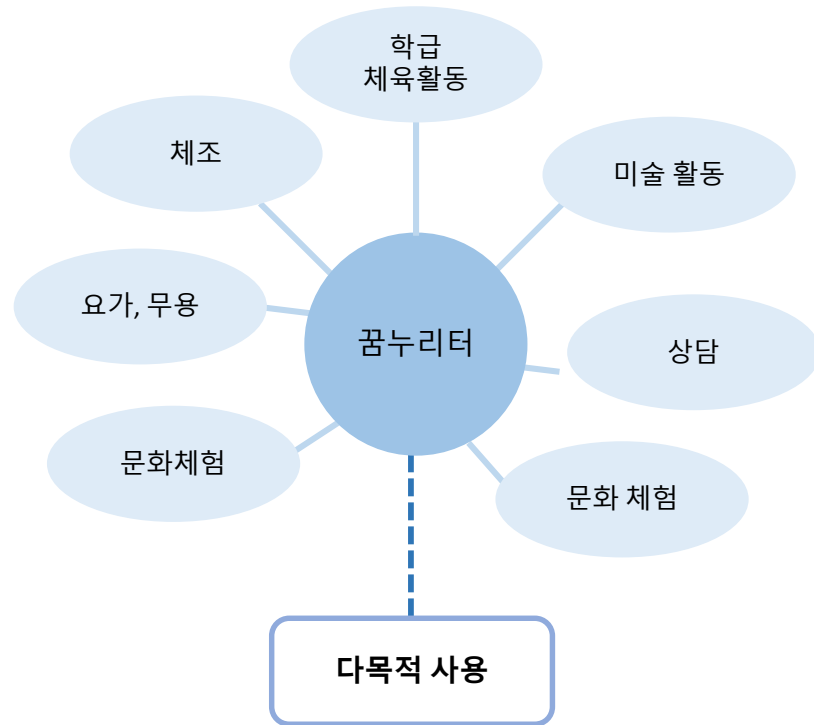 학급
체육활동
체조
미술 활동
요가, 무용
꿈누리터
상담
문화체험
문화 체험
다목적 사용